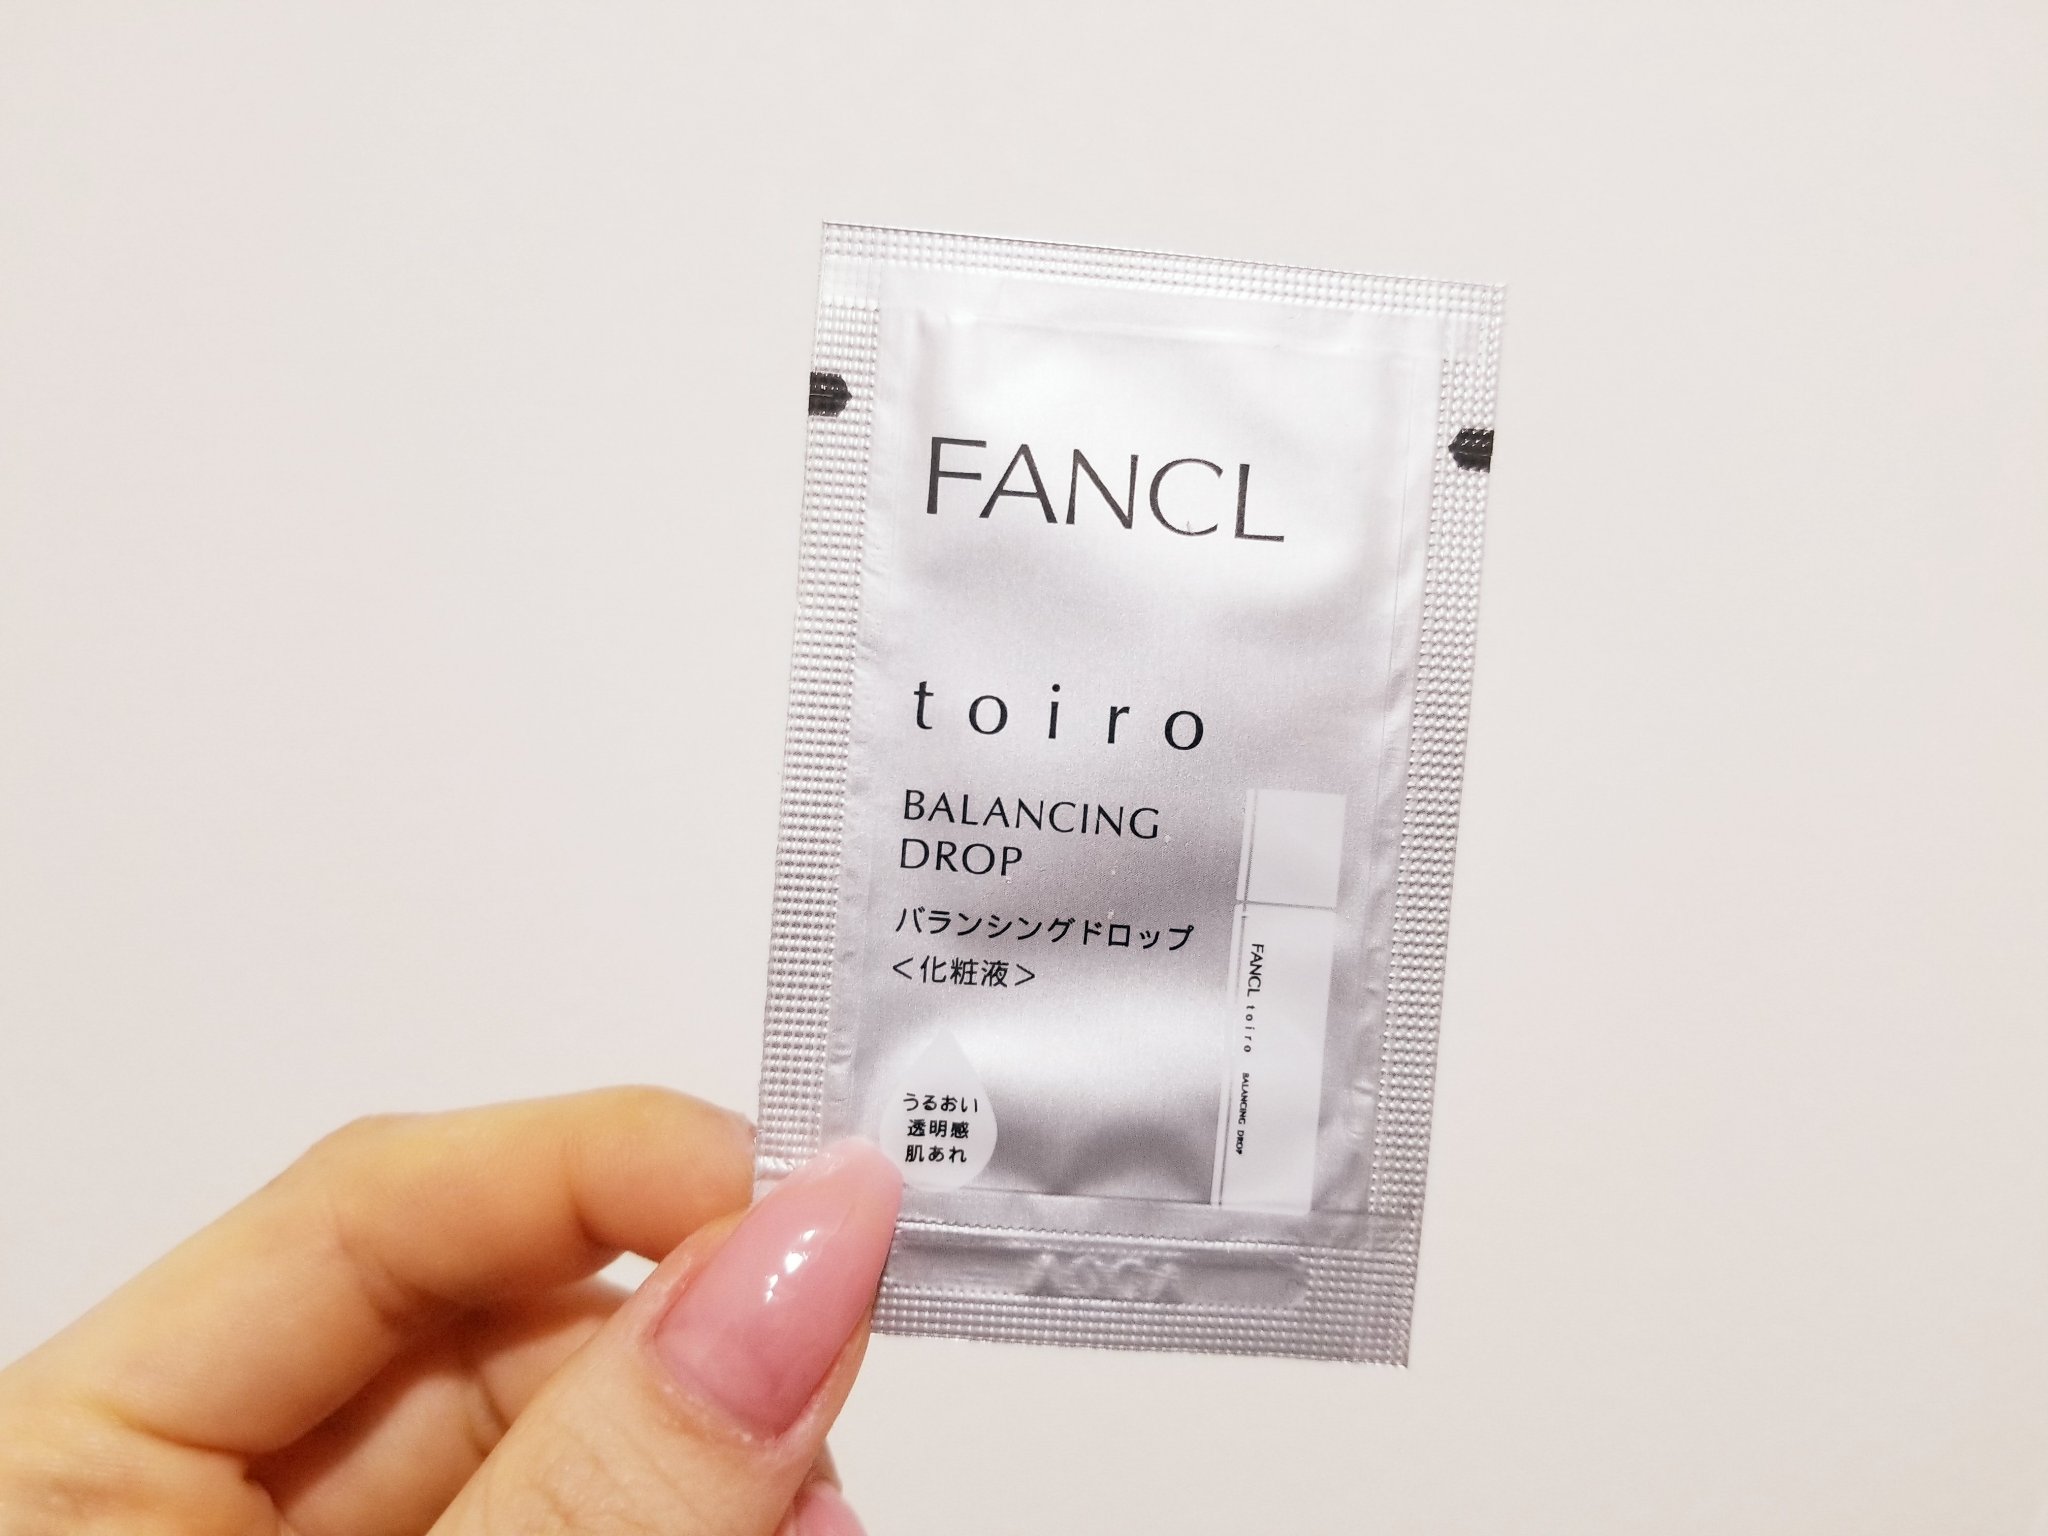 FANCL
toiro
BALANCING
DROP
バランシングドロップ
<化粧液>
うるおい
透明感
肌あれ
FANCL toiro BALANCING DROP